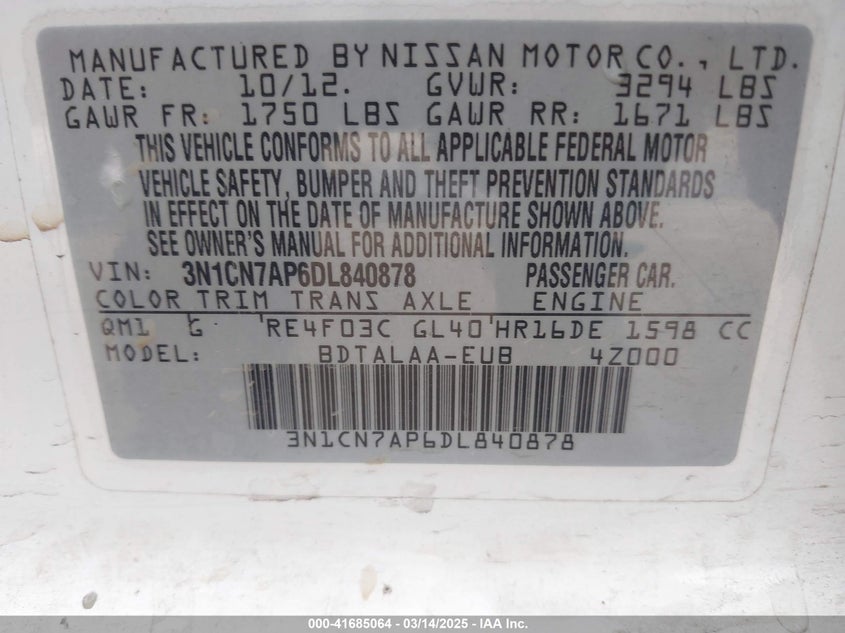 MANUFACTURED BY NISSAN MOTOR CO., LTD.
DATE: 10/12. GVWR: 3294 LBS
GAWR FR: 1750 LBS GAWR RR: 1671 LBS
THIS VEHICLE CONFORMS TO ALL APPLICABLE FEDERAL MOTOR
VEHICLE SAFETY, BUMPER AND THEFT PREVENTION STANDARDS
IN EFFECT ON THE DATE OF MANUFACTURE SHOWN ABOVE.
SEE OWNER'S MANUAL FOR ADDITIONAL INFORMATION.
VIN: 3N1CN7AP6DL840878 PASSENGER CAR.
COLOR TRIM TRANS AXLE ENGINE
QM1 G 'RE4F03C GL40'HR16DE 1598 CC
MODEL: BDTALAA-EUB 4Z000
3N1CN7AP6DL840878
000-41685064 - 03/14/2025 - IAA Inc.